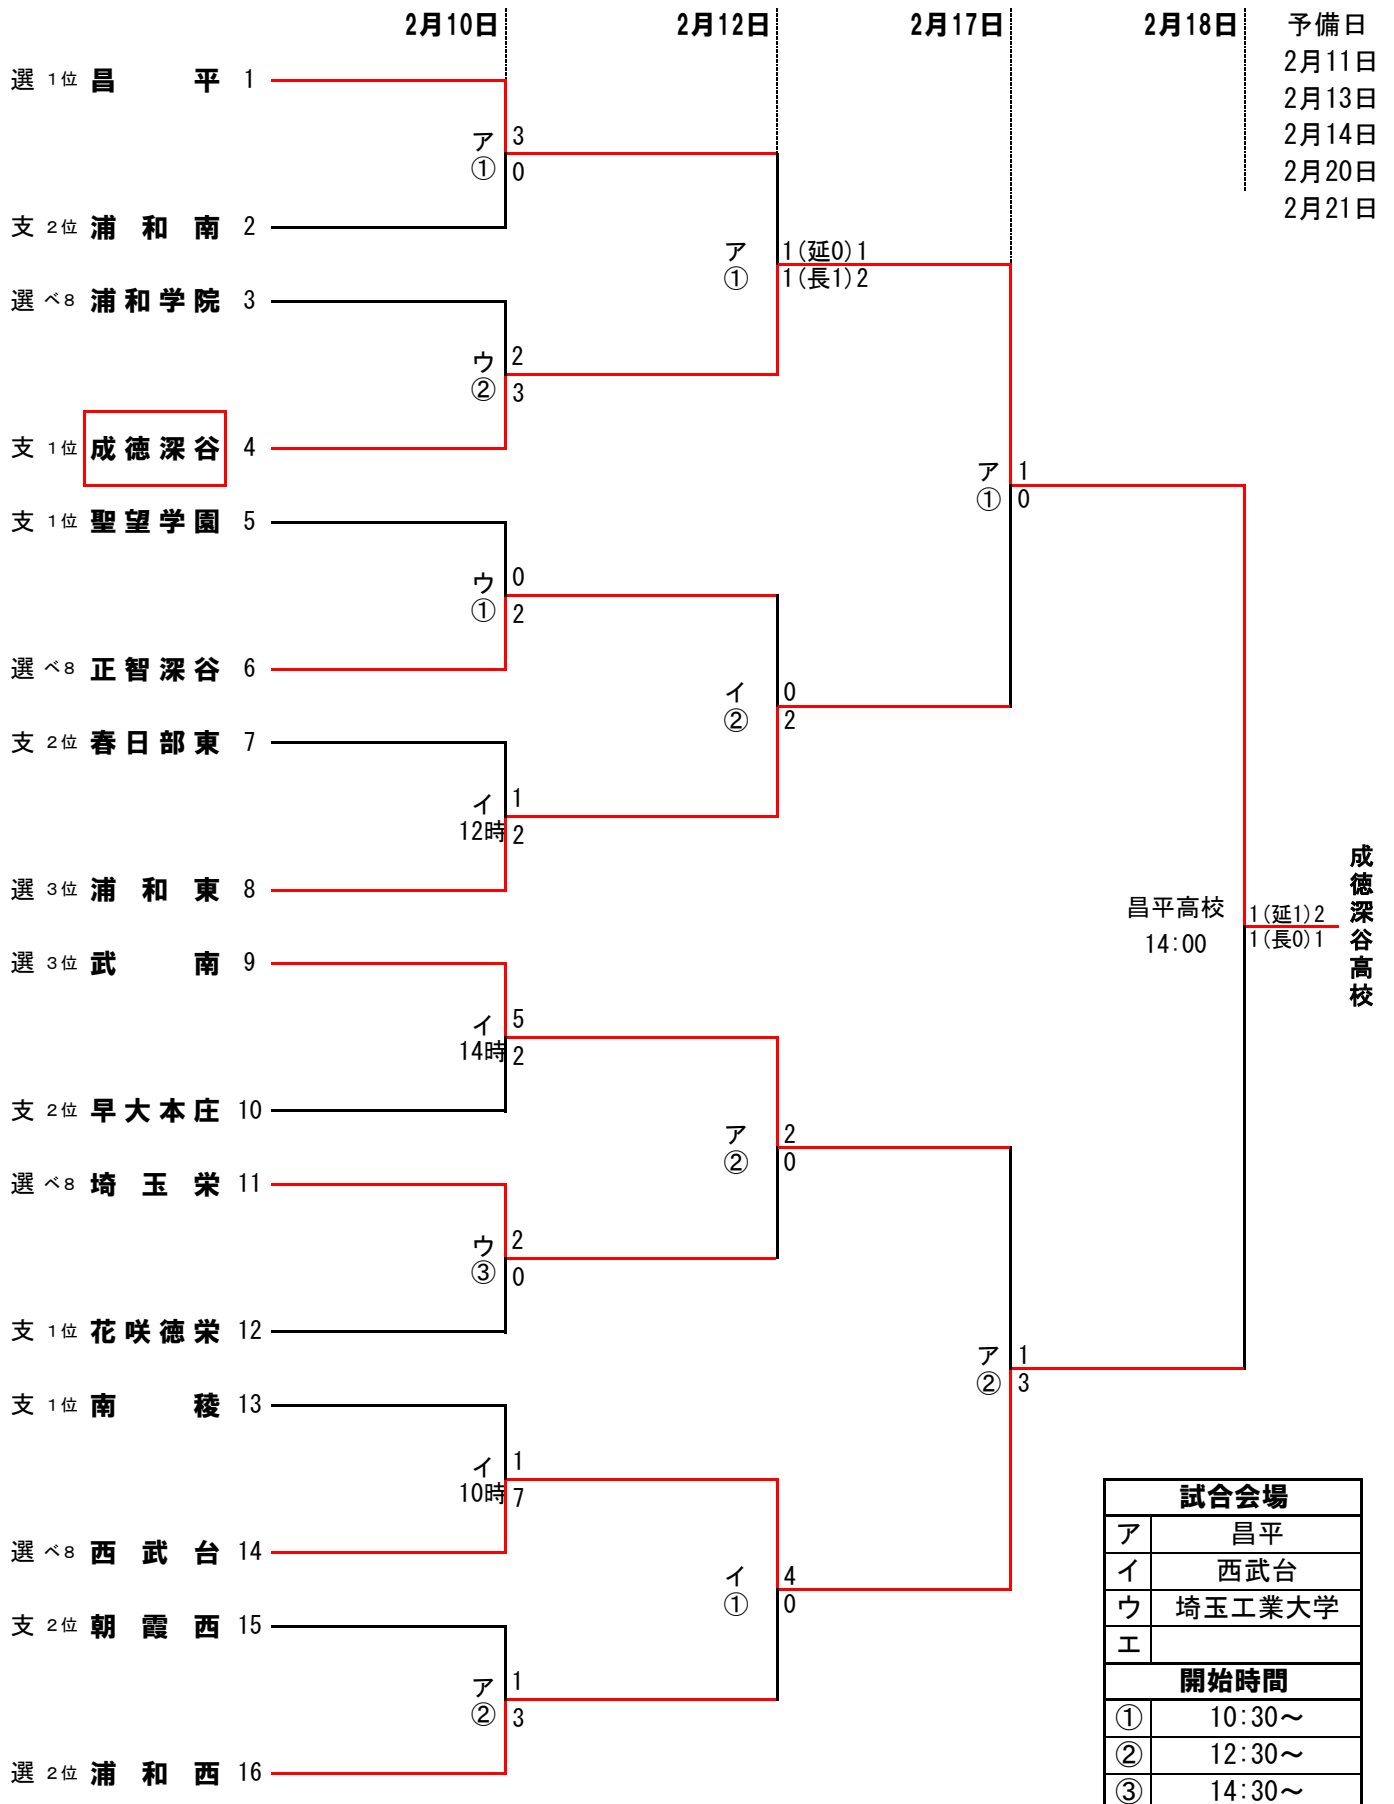 2月10日 2月12日 2月17日 2月18日 予備日
2月11日
2月13日
2月14日
2月20日
2月21日
選 1位 昌平 1
ア 3
① 0
支 2位 浦和南 2
ア 1(延0)1
① 1(長1)2
選 ベ8 浦和学院 3
ウ 2
② 3
支 1位 成徳深谷 4
ア 1
① 0
支 1位 聖望学園 5
ウ 0
① 2
選 ベ8 正智深谷 6
イ 0
② 2
支 2位 春日部東 7
イ 1
12時 2
選 3位 浦和東 8
昌平高校 1(延1)2
14:00 1(長0)1
成徳深谷高校
選 3位 武南 9
イ 5
14時 2
支 2位 早大本庄 10
ア 2
② 0
選 ベ8 埼玉栄 11
ウ 2
③ 0
支 1位 花咲徳栄 12
ア 1
② 3
支 1位 南稜 13
イ 1
10時 7
選 ベ8 西武台 14
イ 4
① 0
支 2位 朝霞西 15
ア 1
② 3
選 2位 浦和西 16
試合会場
ア 昌平
イ 西武台
ウ 埼玉工業大学
エ
開始時間
① 10:30～
② 12:30～
③ 14:30～